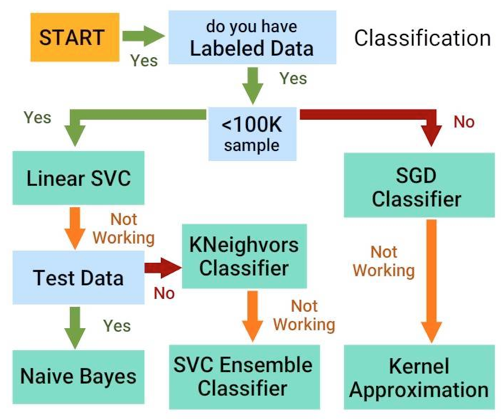 START
Yes
do you have
Labeled Data
Classification
Yes
Yes
<100K
sample
No
Linear SVC
SGD
Classifier
Not
Working
KNeighvors
Classifier
Not
Working
Test Data
No
Yes
Not
Working
Naive Bayes
SVC Ensemble
Classifier
Kernel
Approximation